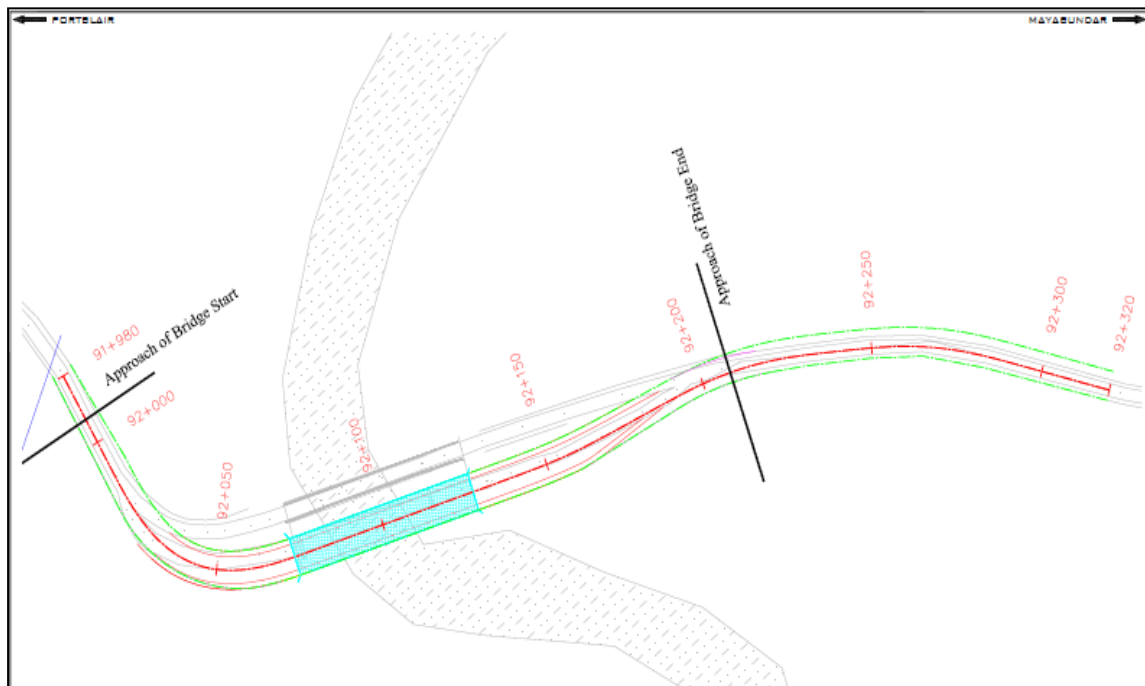 PORTBLAIR
MAYABUNDAR
Approach of Bridge Start
91+980
92+000
92+050
92+100
92+150
92+200
Approach of Bridge End
92+250
92+300
92+320